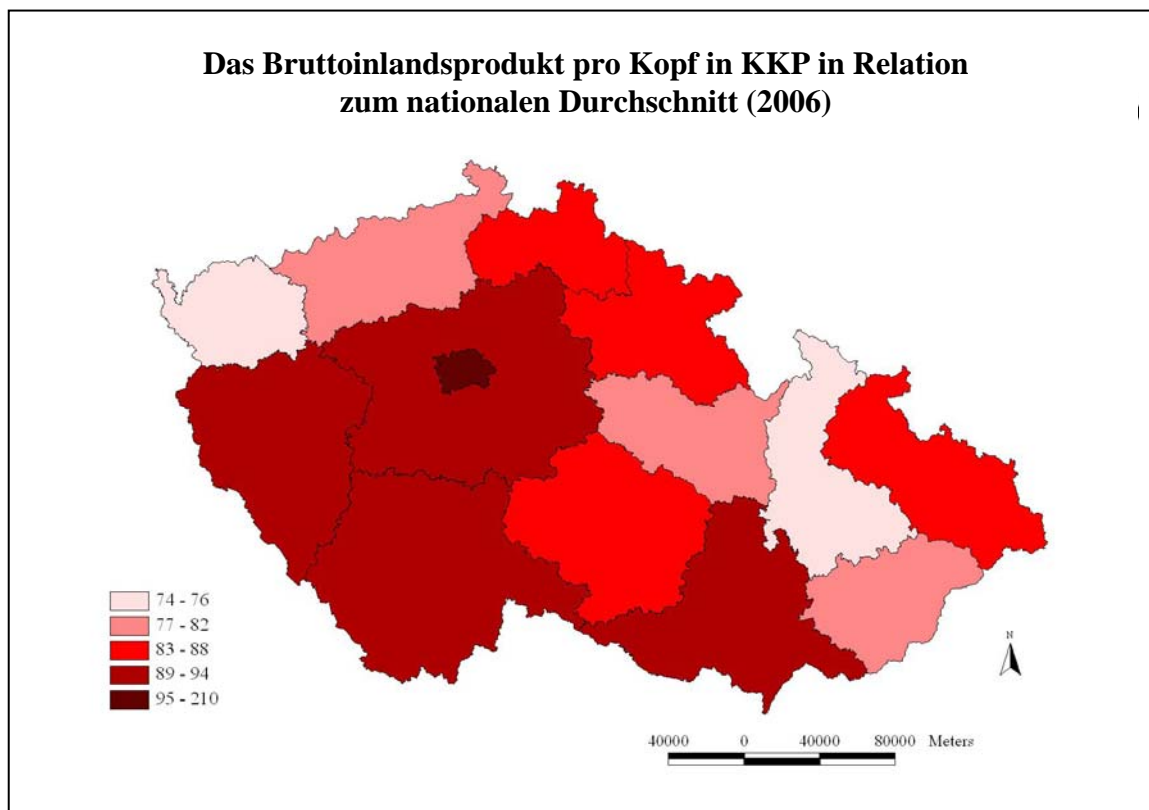 Das Bruttoinlandsprodukt pro Kopf in KKP in Relation
zum nationalen Durchschnitt (2006)
74 - 76
77 - 82
83 - 88
89 - 94
95 - 210
N
40000 0 40000 80000 Meters